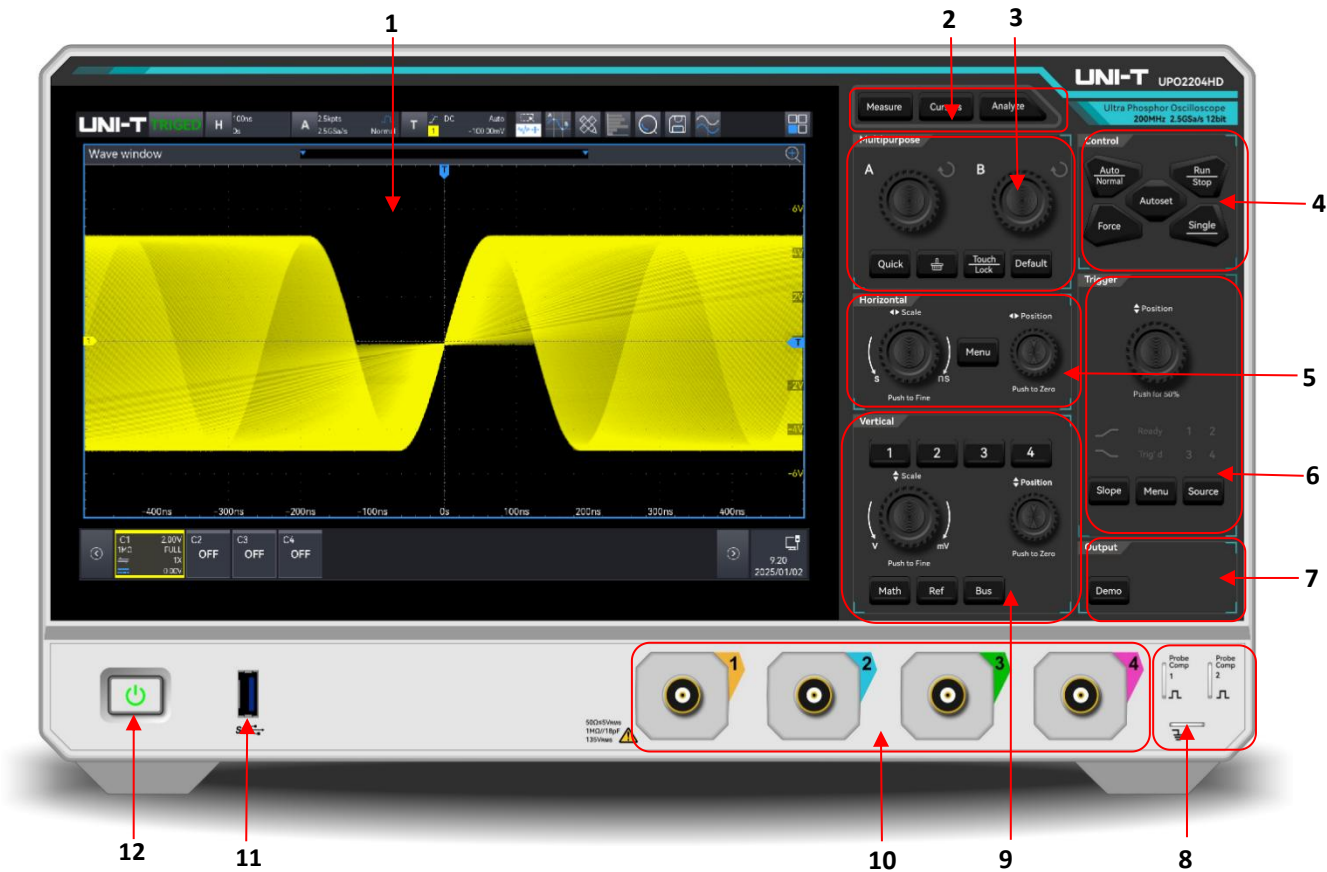 1
2
3
UNI-T UPO2204HD
Ultra Phosphor Oscilloscope
200MHz 2.5GSa/s 12bit
Measure Analyze
UNI-T TRIGED H 100ns 0s A 2.5kpts 2.5GSa/s Normal T 1 DC Auto -100.00mV
Wave window
T
6V
4V
2V
1
T
-2V
-4V
-6V
-400ns -300ns -200ns -100ns 0s 100ns 200ns 300ns 400ns
C1 2.00V
1MΩ FULL
1X
0.00V
C2
OFF
C3
OFF
C4
OFF
9:20
2025/01/02
Multipurpose
A B
Quick Touch Lock Default
Control
Auto
Normal
Run
Stop
Autoset
Force Single
4
Horizontal
Scale Position
Menu
s ns
Push to Fine Push to Zero
5
Trigger
Position
Push for 50%
Ready 1 2
Trig'd 3 4
Slope Menu Source
6
Vertical
1 2 3 4
Scale Position
V mV
Push to Fine Push to Zero
Math Ref Bus
Output
Demo
7
50Ω≤5VRMS
1MΩ//18pF
135VRMS
1 2 3 4
Probe
Comp
1
Probe
Comp
2
12 11 10 9 8